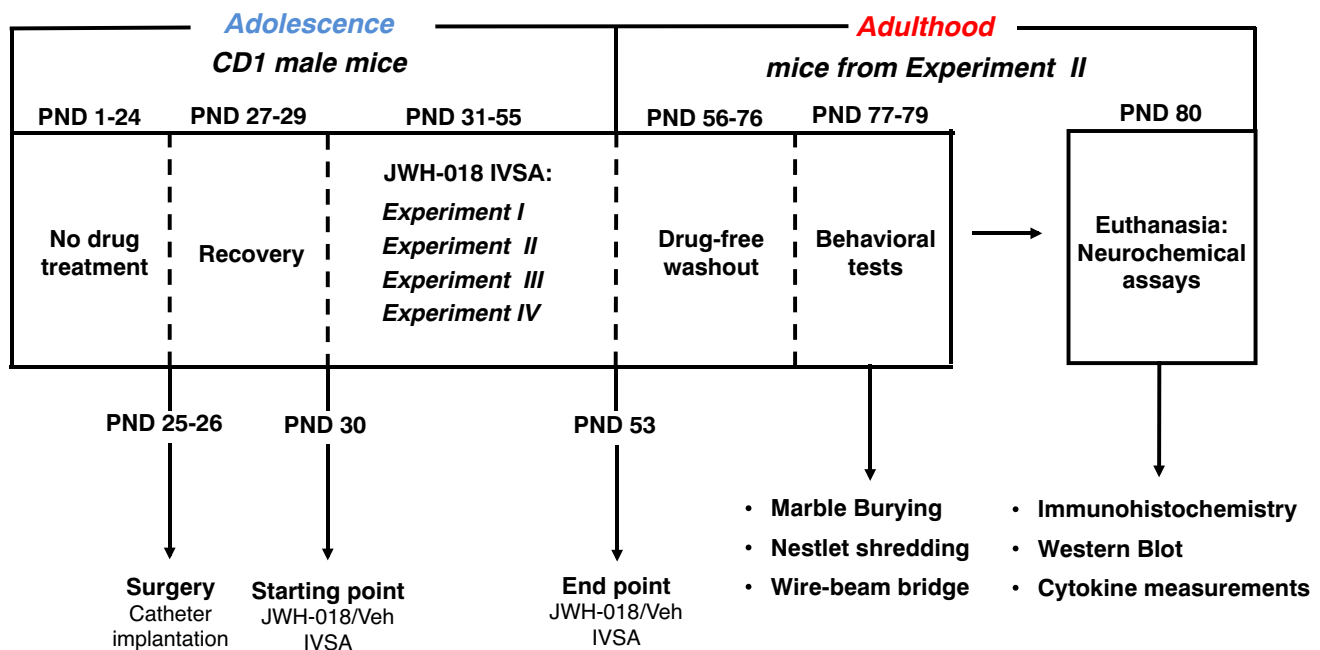 Adolescence
Adulthood
CD1 male mice
mice from Experiment II
PND 1-24
PND 27-29
PND 31-55
PND 56-76
PND 77-79
PND 80
No drug
treatment
Recovery
JWH-018 IVSA:
Experiment I
Experiment II
Experiment III
Experiment IV
Drug-free
washout
Behavioral
tests
Euthanasia:
Neurochemical
assays
PND 25-26
PND 30
PND 53
Surgery
Catheter
implantation
Starting point
JWH-018/Veh
IVSA
End point
JWH-018/Veh
IVSA
• Marble Burying
• Nestlet shredding
• Wire-beam bridge
• Immunohistochemistry
• Western Blot
• Cytokine measurements